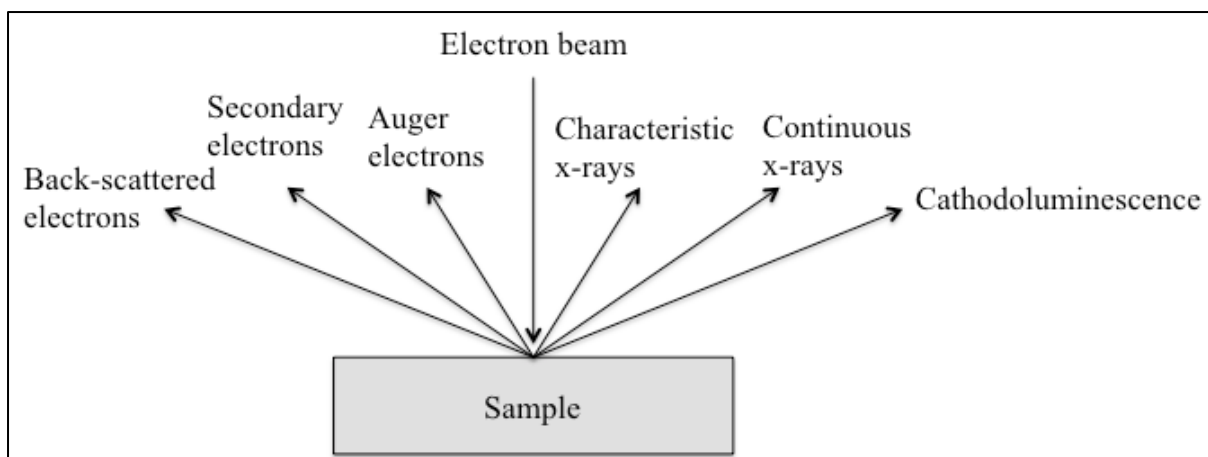 Electron beam
Secondary
electrons
Auger
electrons
Characteristic
x-rays
Continuous
x-rays
Back-scattered
electrons
Cathodoluminescence
Sample